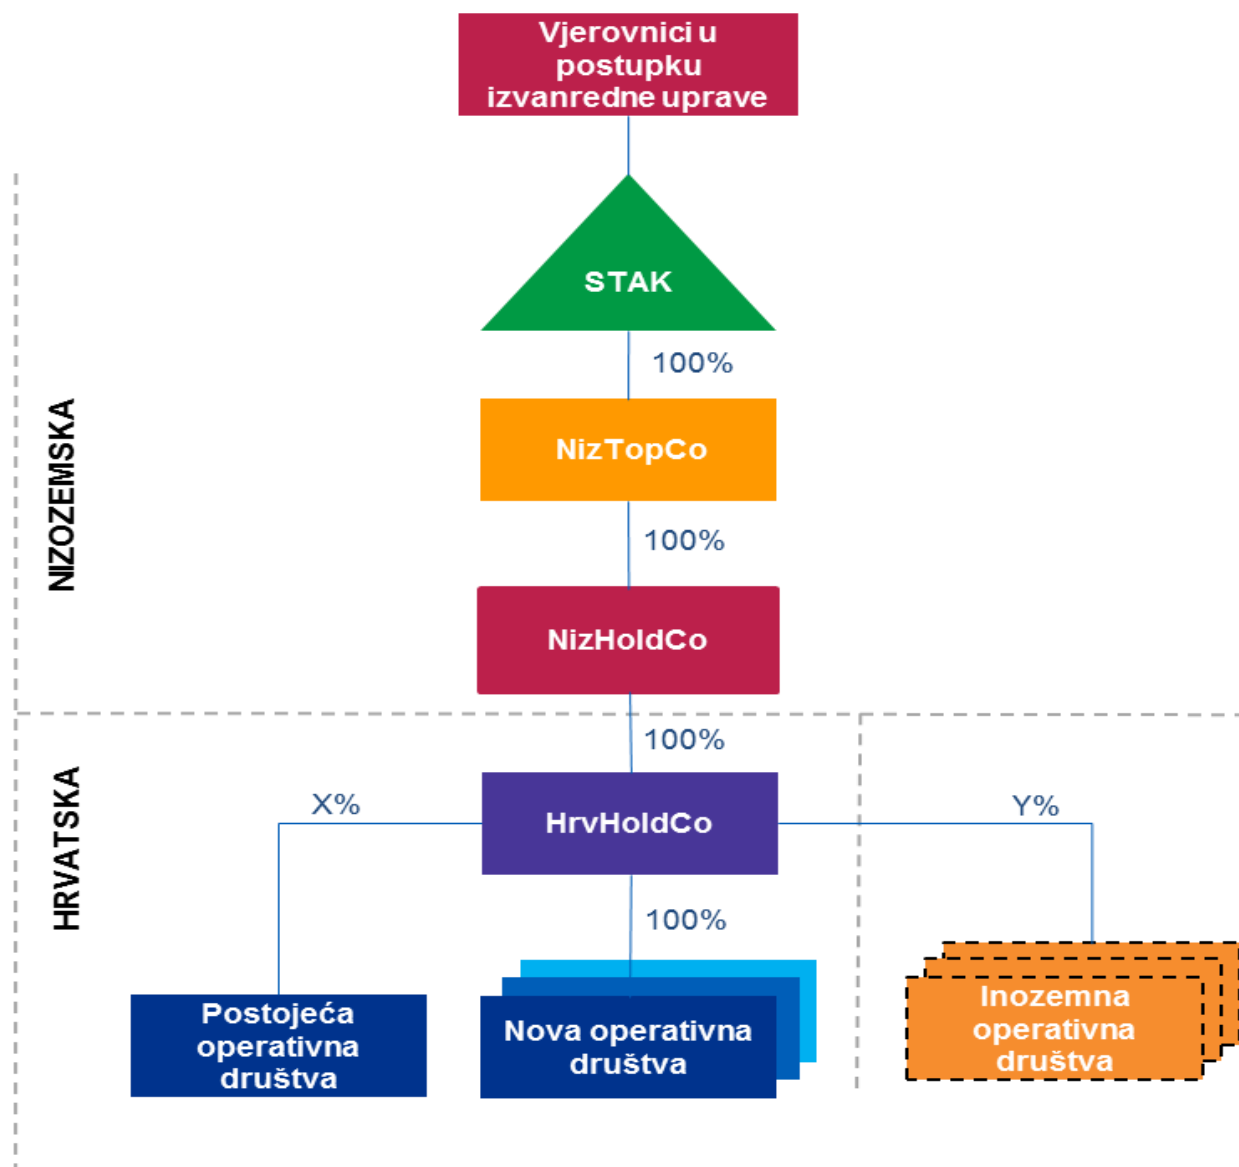 Vjerovnici u
postupku
izvanredne uprave
STAK
100%
NizTopCo
100%
NIZOZEMSKA
NizHoldCo
100%
HRVATSKA
X%
HrvHoldCo
Y%
100%
Postojeća
operativna
društva
Nova operativna
društva
Inozemna
operativna
društva